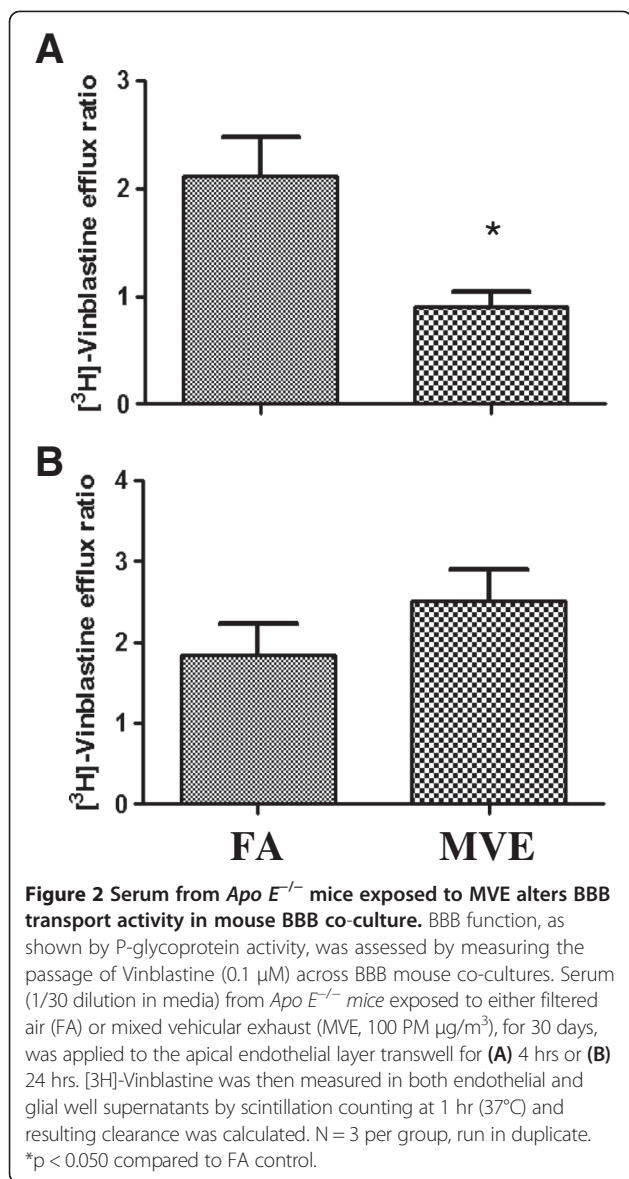 A
[³H]-Vinblastine efflux ratio
3
2
1
0
*
B
[³H]-Vinblastine efflux ratio
4
3
2
1
0
FA MVE
Figure 2 Serum from Apo E⁻/⁻ mice exposed to MVE alters BBB
transport activity in mouse BBB co-culture. BBB function, as
shown by P-glycoprotein activity, was assessed by measuring the
passage of Vinblastine (0.1 μM) across BBB mouse co-cultures. Serum
(1/30 dilution in media) from Apo E⁻/⁻ mice exposed to either filtered
air (FA) or mixed vehicular exhaust (MVE, 100 PM μg/m³), for 30 days,
was applied to the apical endothelial layer transwell for (A) 4 hrs or (B)
24 hrs. [3H]-Vinblastine was then measured in both endothelial and
glial well supernatants by scintillation counting at 1 hr (37°C) and
resulting clearance was calculated. N = 3 per group, run in duplicate.
*p < 0.050 compared to FA control.